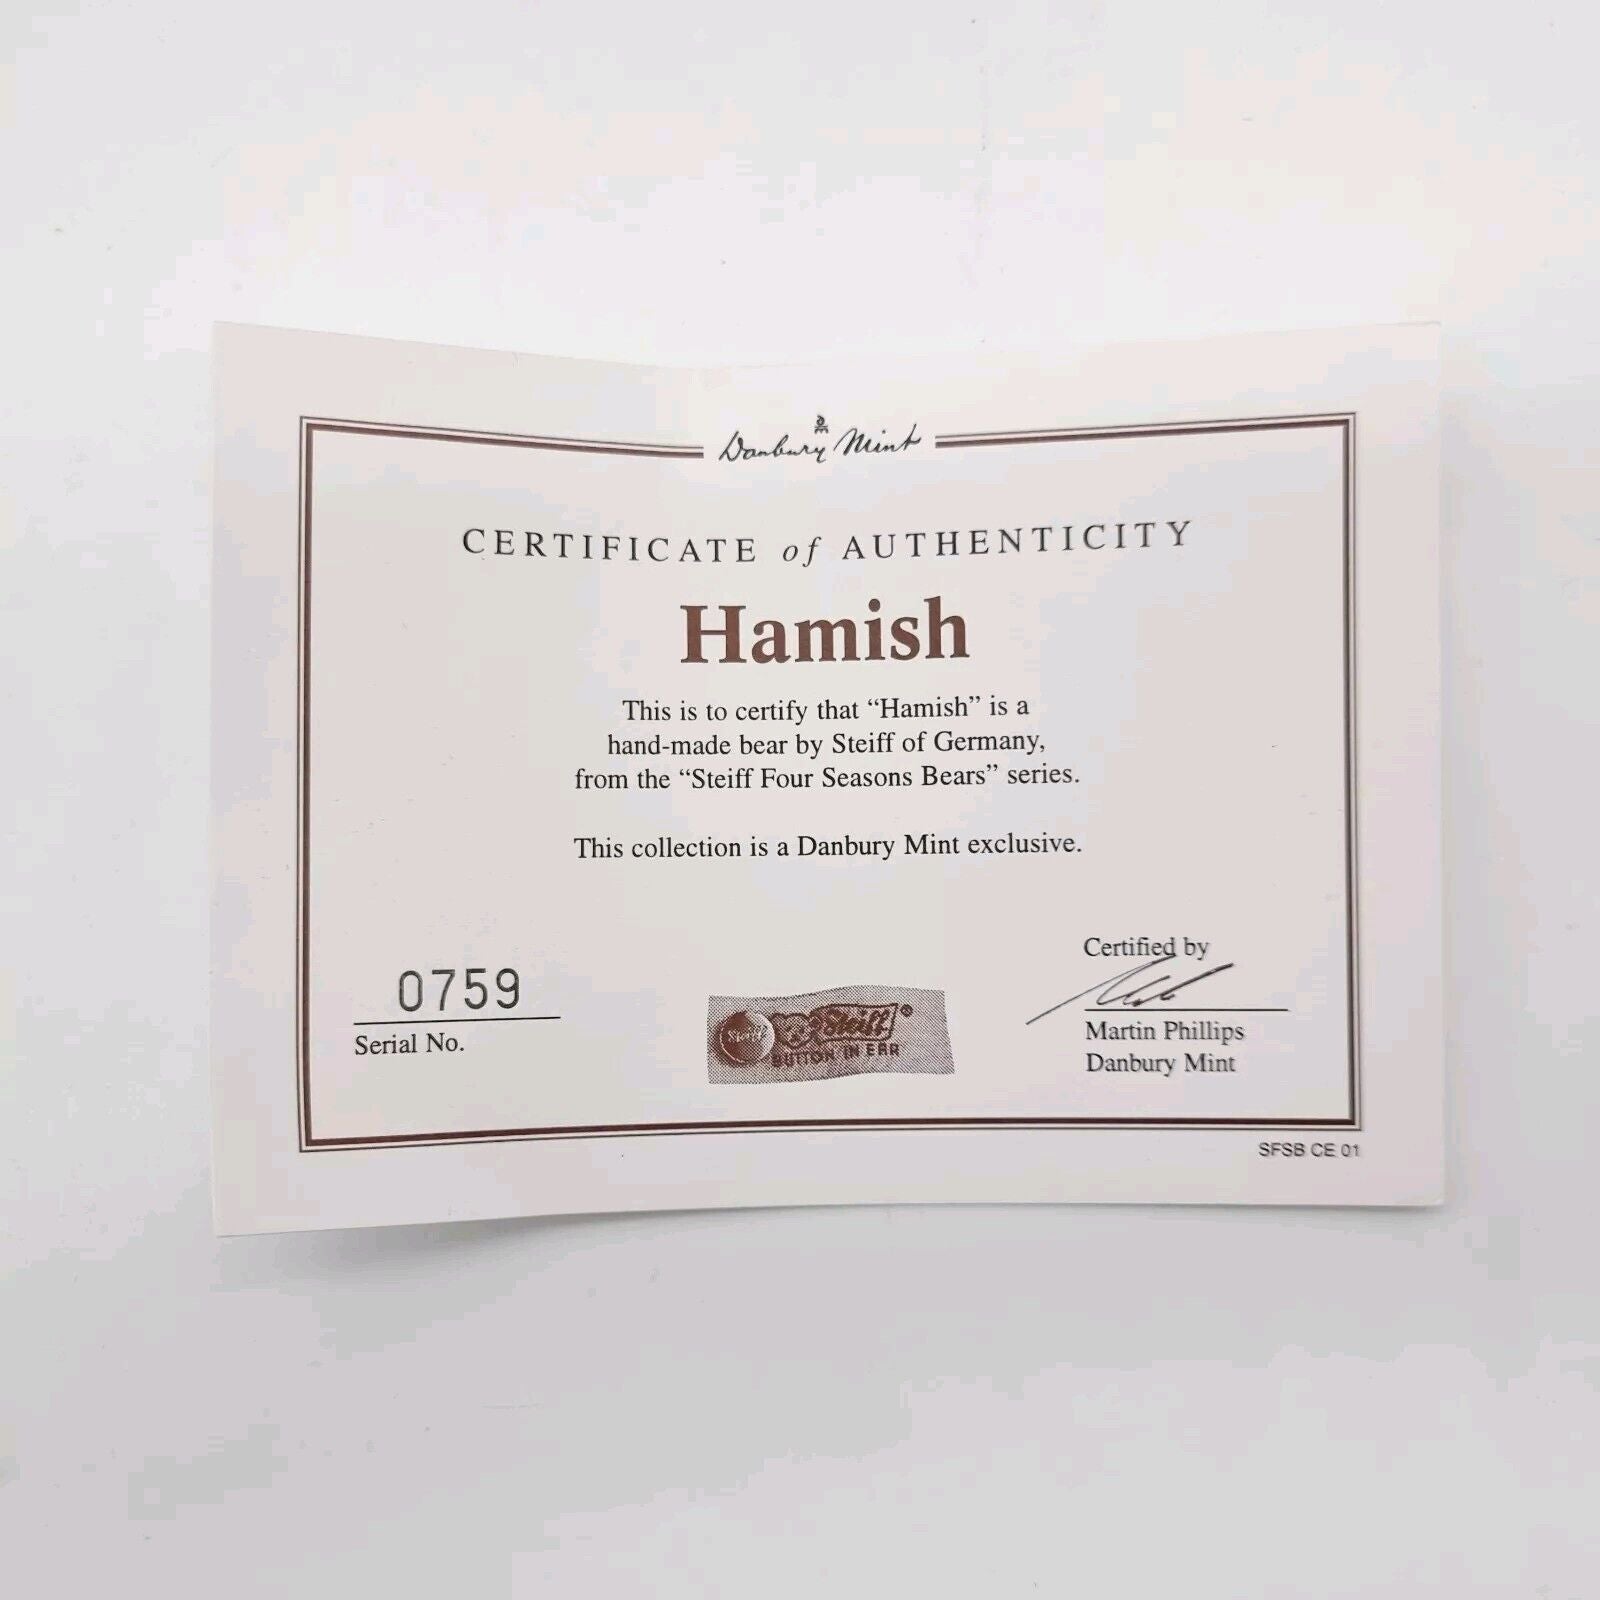 Danbury Mint
CERTIFICATE of AUTHENTICITY
Hamish
This is to certify that “Hamish” is a
hand-made bear by Steiff of Germany,
from the “Steiff Four Seasons Bears” series.
This collection is a Danbury Mint exclusive.
0759
Serial No.
Steiff
Steiff®
BUTTON IN EAR
Certified by
Martin Phillips
Danbury Mint
SFSB CE 01